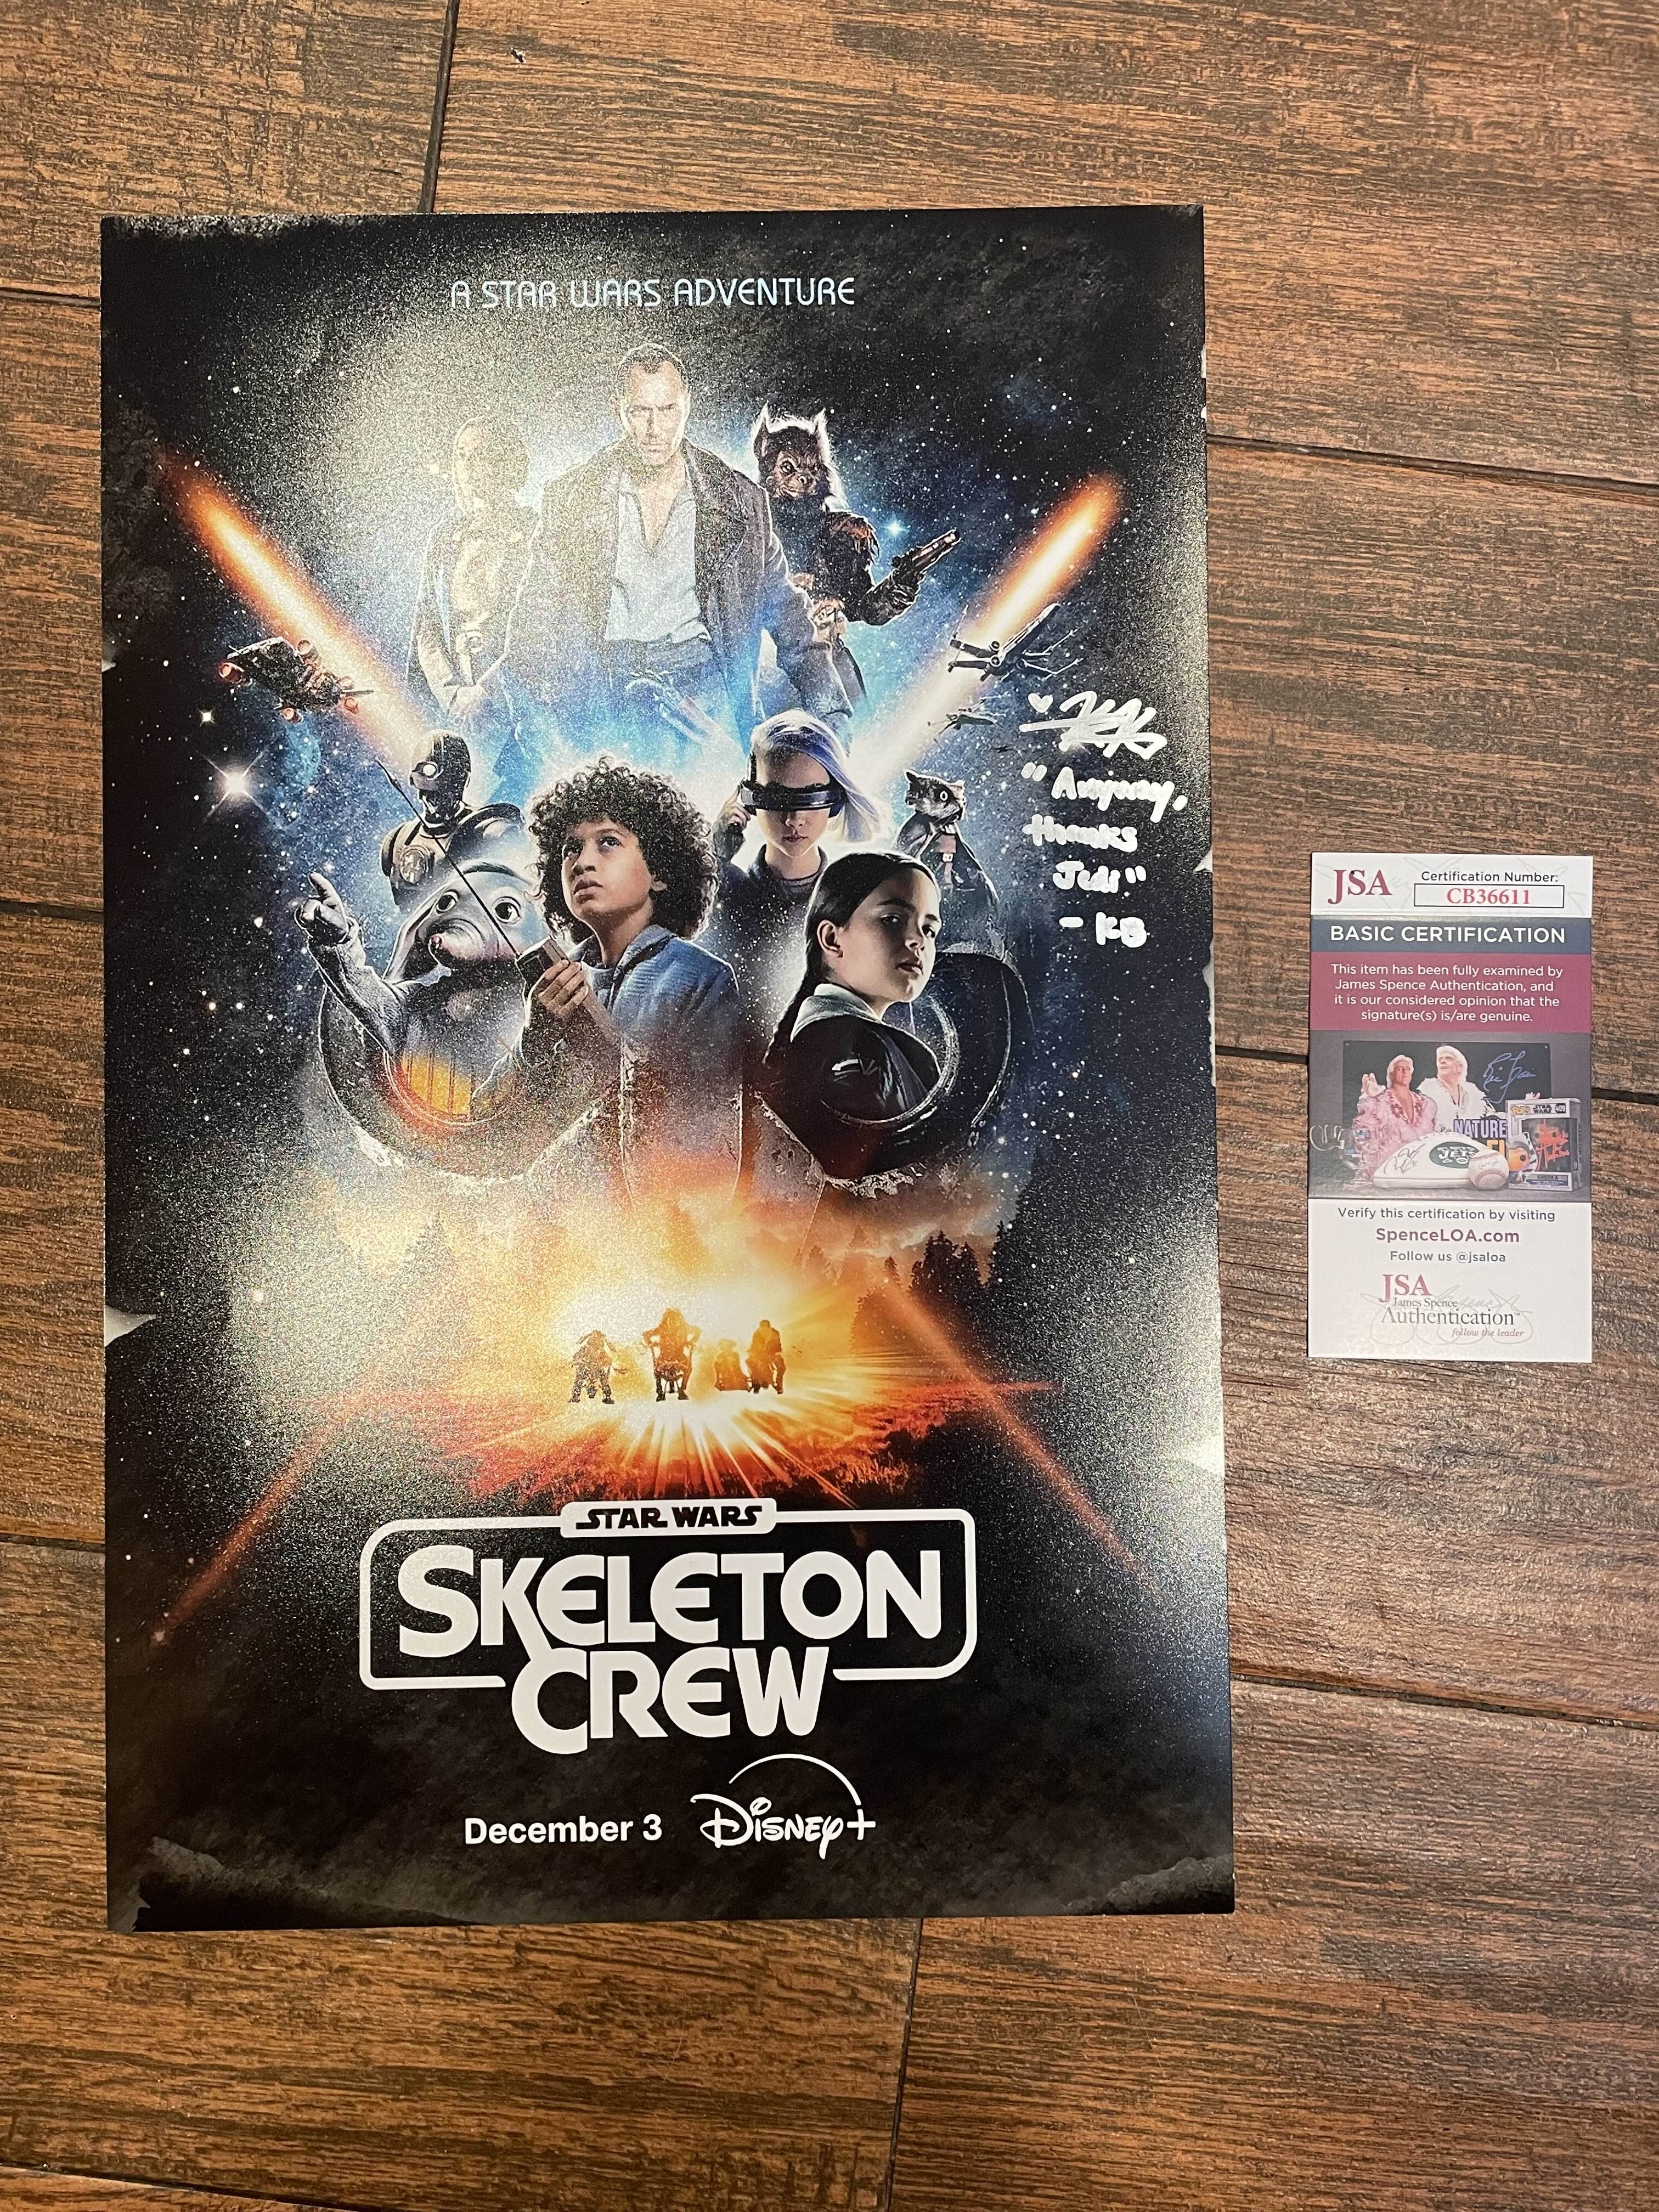 A STAR WARS ADVENTURE
"Anyway,
thanks
Jedi"
- KB
STAR WARS
SKELETON
CREW
December 3 Disney+
JSA Certification Number:
CB36611
BASIC CERTIFICATION
This item has been fully examined by
James Spence Authentication, and
it is our considered opinion that the
signature(s) is/are genuine.
NATURE
JETS
Verify this certification by visiting
SpenceLOA.com
Follow us @jsaloa
JSA
James Spence
Authentication™
follow the leader